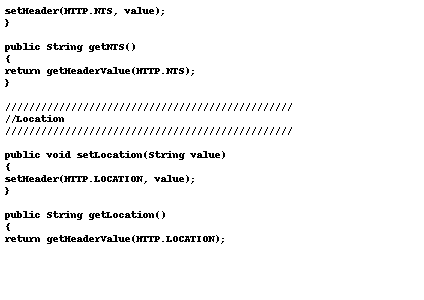 setHeader(HTTP.NTS, value);
}
public String getNTS()
{
return getHeaderValue(HTTP.NTS);
}
////////////////////////////////////////////////
//Location
////////////////////////////////////////////////
public void setLocation(String value)
{
setHeader(HTTP.LOCATION, value);
}
public String getLocation()
{
return getHeaderValue(HTTP.LOCATION);